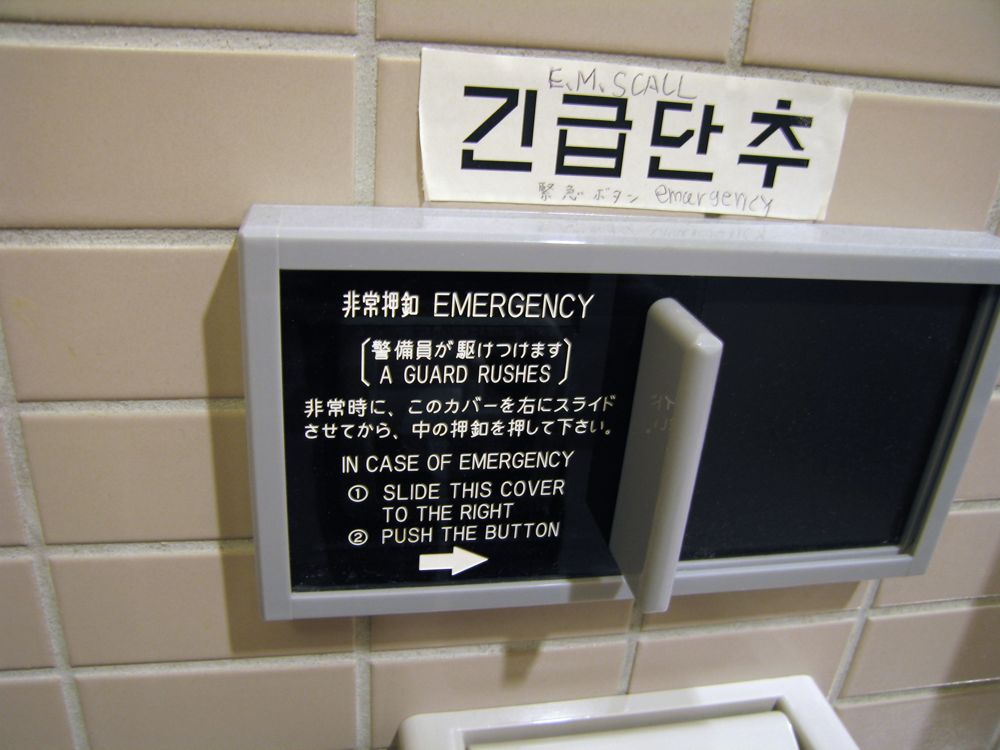 E.M.SCALL
긴급단추
緊急ボタン emargency
非常押釦 EMERGENCY
(警備員が駆けつけます)
(A GUARD RUSHES)
非常時に、このカバーを右にスライド
させてから、中の押釦を押して下さい。
IN CASE OF EMERGENCY
① SLIDE THIS COVER
TO THE RIGHT
② PUSH THE BUTTON